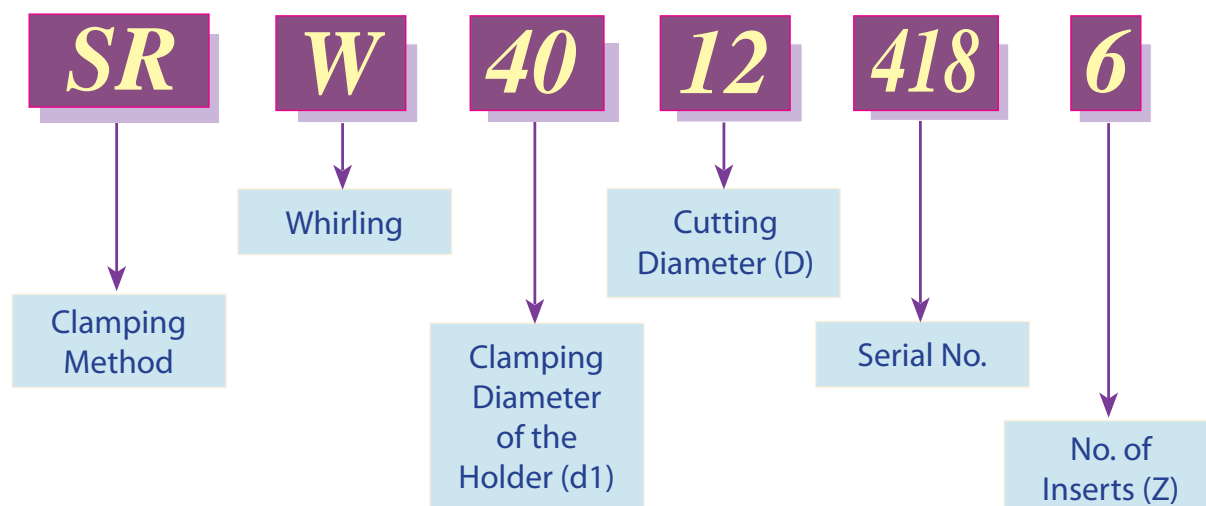 SR W 40 12 418 6
Whirling
Cutting
Diameter (D)
Clamping
Method
Clamping
Diameter
of the
Holder (d1)
Serial No.
No. of
Inserts (Z)